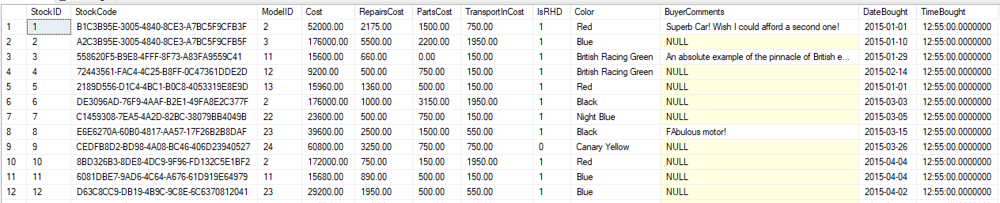 StockID StockCode ModelID Cost RepairsCost PartsCost TransportInCost IsRHD Color BuyerComments DateBought TimeBought
1 1 B1C3B95E-3005-4840-8CE3-A7BC5F9CFB3F 2 52000.00 2175.00 1500.00 750.00 1 Red Superb Car! Wish I could afford a second one! 2015-01-01 12:55:00.0000000
2 2 A2C3B95E-3005-4840-8CE3-A7BC5F9CFB5F 3 176000.00 5500.00 2200.00 1950.00 1 Blue NULL 2015-01-10 12:55:00.0000000
3 3 558620F5-B9E8-4FFF-8F73-A83FA9559C41 11 15600.00 660.00 0.00 150.00 1 British Racing Green An absolute example of the pinnacle of British e... 2015-01-29 12:55:00.0000000
4 4 72443561-FAC4-4C25-B8FF-0C47361DDE2D 12 9200.00 500.00 750.00 150.00 1 British Racing Green NULL 2015-02-14 12:55:00.0000000
5 5 2189D556-D1C4-4BC1-B0C8-4053319E8E9D 13 15960.00 1360.00 500.00 150.00 1 Red NULL 2015-01-01 12:55:00.0000000
6 6 DE3096AD-76F9-4AAF-B2E1-49FA8E2C377F 2 176000.00 1000.00 3150.00 1950.00 1 Black NULL 2015-03-03 12:55:00.0000000
7 7 C1459308-7EA5-4A2D-82BC-38079BB4049B 22 23600.00 500.00 750.00 150.00 1 Night Blue NULL 2015-03-05 12:55:00.0000000
8 8 E6E6270A-60B0-4817-AA57-17F26B2B8DAF 23 39600.00 2500.00 1500.00 550.00 1 Black FAbulous motor! 2015-03-15 12:55:00.0000000
9 9 CEDFB8D2-BD98-4A08-BC46-406D23940527 24 60800.00 3250.00 750.00 750.00 0 Canary Yellow NULL 2015-03-26 12:55:00.0000000
10 10 8BD326B3-8DE8-4DC9-9F96-FD132C5E1BF2 2 172000.00 750.00 150.00 1950.00 1 Red NULL 2015-04-04 12:55:00.0000000
11 11 6081DBE7-9AD6-4C64-A676-61D919E64979 11 15680.00 890.00 500.00 150.00 1 Blue NULL 2015-04-04 12:55:00.0000000
12 12 D63C8CC9-DB19-4B9C-9C8E-6C6370812041 23 29200.00 1950.00 500.00 550.00 1 Blue NULL 2015-04-02 12:55:00.0000000